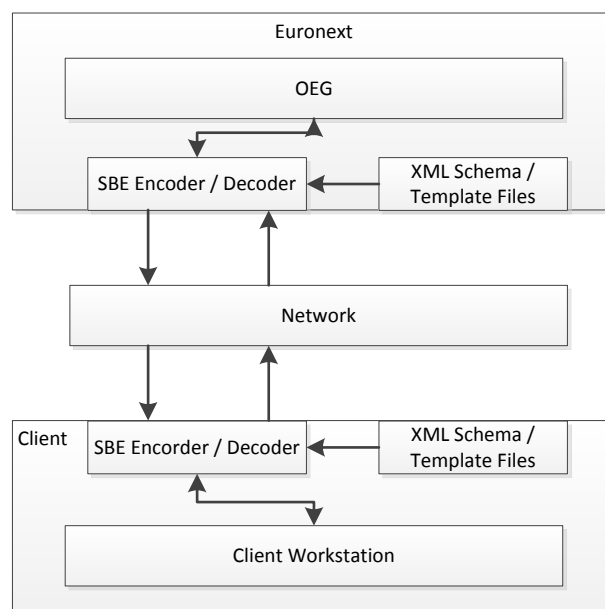 Euronext
OEG
SBE Encoder / Decoder
XML Schema /
Template Files
Network
Client
SBE Encorder / Decoder
XML Schema /
Template Files
Client Workstation